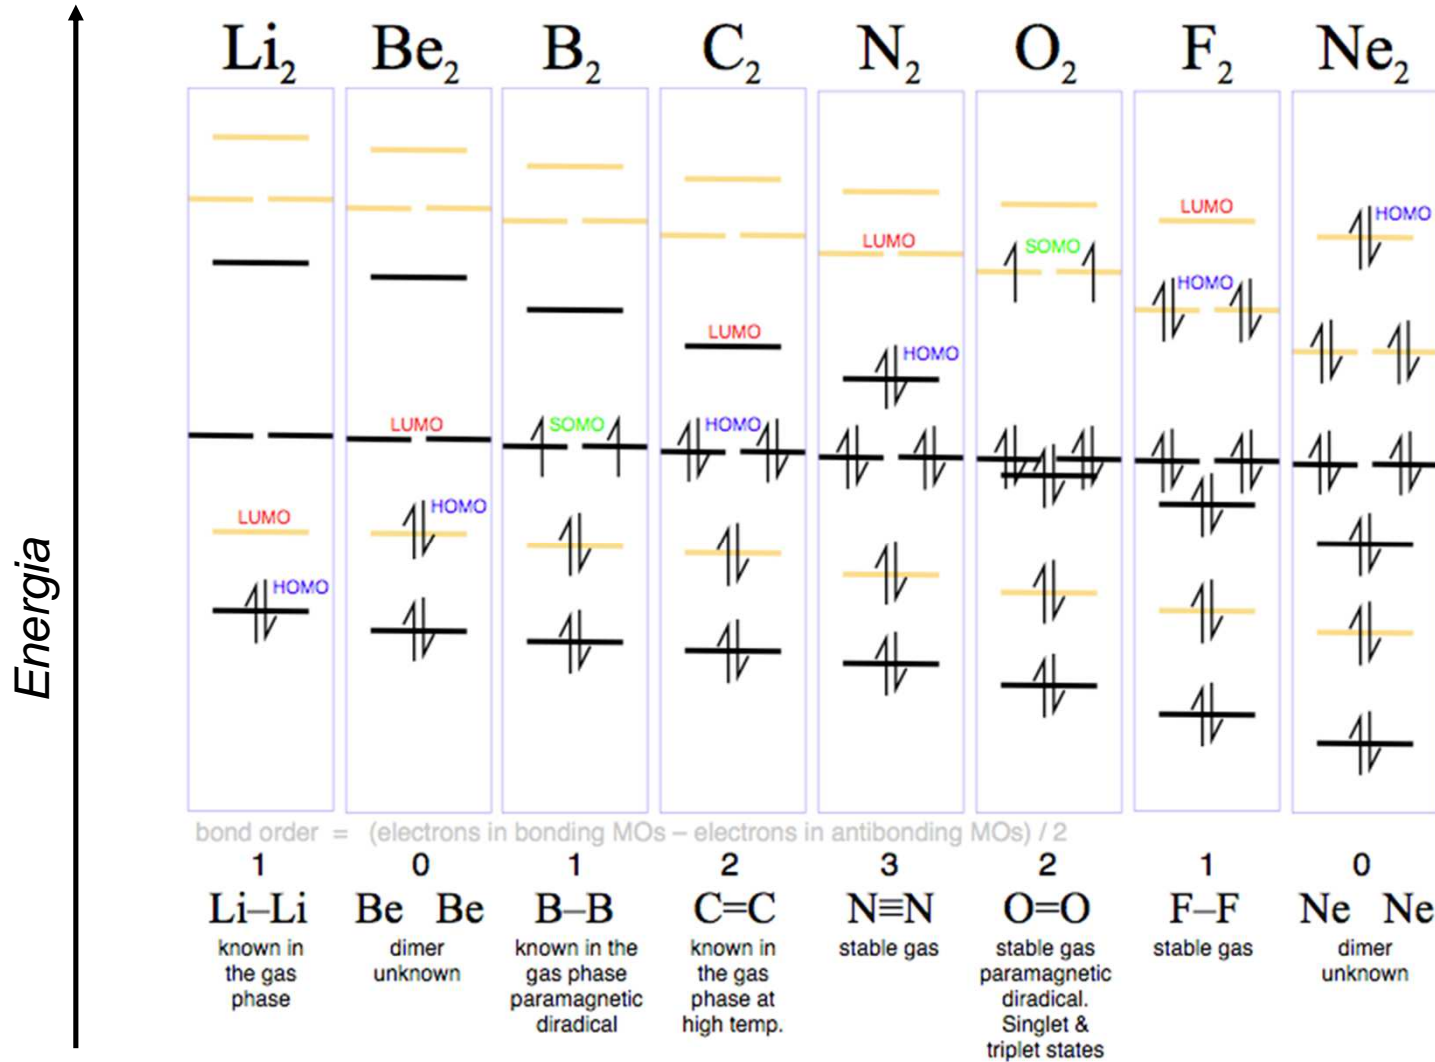 Energia
Li2 Be2 B2 C2 N2 O2 F2 Ne2
LUMO HOMO
HOMO
LUMO SOMO
LUMO HOMO
LUMO SOMO HOMO
LUMO HOMO
LUMO HOMO
HOMO
bond order = (electrons in bonding MOs – electrons in antibonding MOs) / 2
1 0 1 2 3 2 1 0
Li–Li Be Be B–B C=C N≡N O=O F–F Ne Ne
known in
the gas
phase
dimer
unknown
known in the
gas phase
paramagnetic
diradical
known in
the gas
phase at
high temp.
stable gas
stable gas
paramagnetic
diradical.
Singlet &
triplet states
stable gas
dimer
unknown